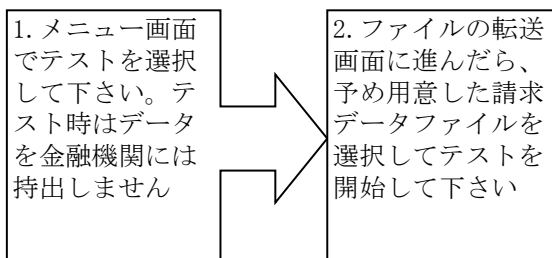 1.メニュー画面
でテストを選択
して下さい。テ
スト時はデータ
を金融機関には
持出しません
2.ファイルの転送
画面に進んだら、
予め用意した請求
データファイルを
選択してテストを
開始して下さい